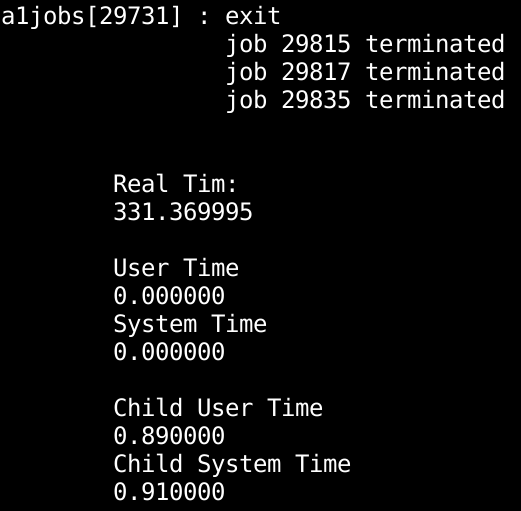 a1jobs[29731] : exit
job 29815 terminated
job 29817 terminated
job 29835 terminated
Real Tim:
331.369995
User Time
0.000000
System Time
0.000000
Child User Time
0.890000
Child System Time
0.910000